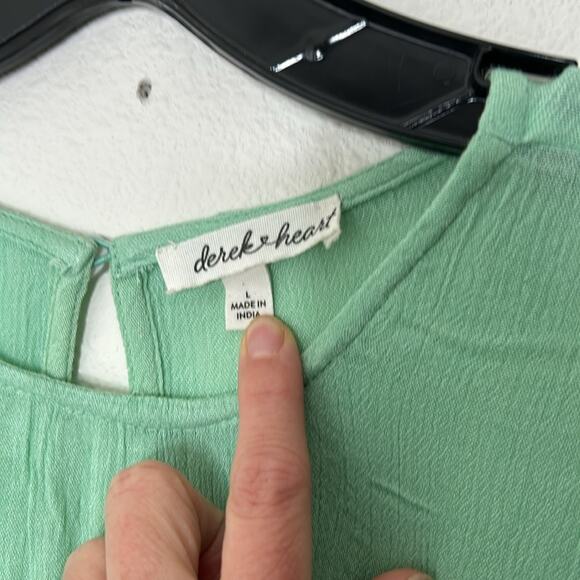 derek heart
L
MADE IN
INDIA